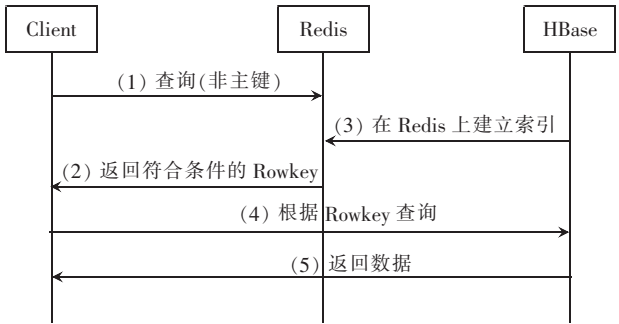 Client
Redis
HBase
(1) 查询(非主键)
(3) 在 Redis 上建立索引
(2) 返回符合条件的 Rowkey
(4) 根据 Rowkey 查询
(5) 返回数据